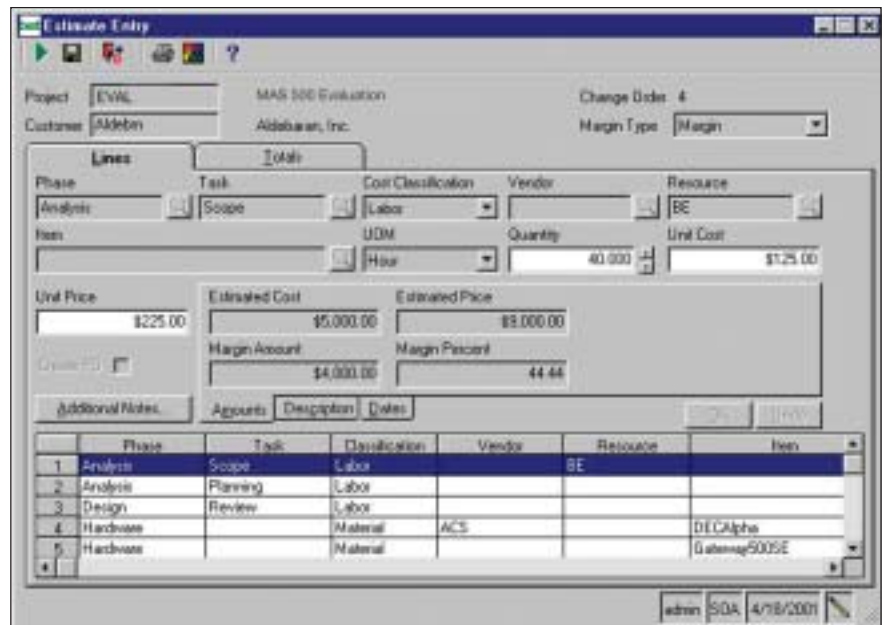 Estimate Entry
Project EVAL MAS 500 Evaluation Change Order 4
Customer Aldebrn Aldebaran, Inc. Margin Type Margin
Lines Totals
Phase Task Cost Classification Vendor Resource
Analysis Scope Labor BE
Item UOM Quantity Unit Cost
Hour 40.000 $125.00
Unit Price Estimated Cost Estimated Price
$225.00 $5,000.00 $9,000.00
Margin Amount Margin Percent
Create PO $4,000.00 44.44
Additional Notes... Amounts Description Dates
Phase Task Classification Vendor Resource Item
1 Analysis Scope Labor BE
2 Analysis Planning Labor
3 Design Review Labor
4 Hardware Material ACS DECAlpha
5 Hardware Material Gateway500SE
admin SOA 4/18/2001